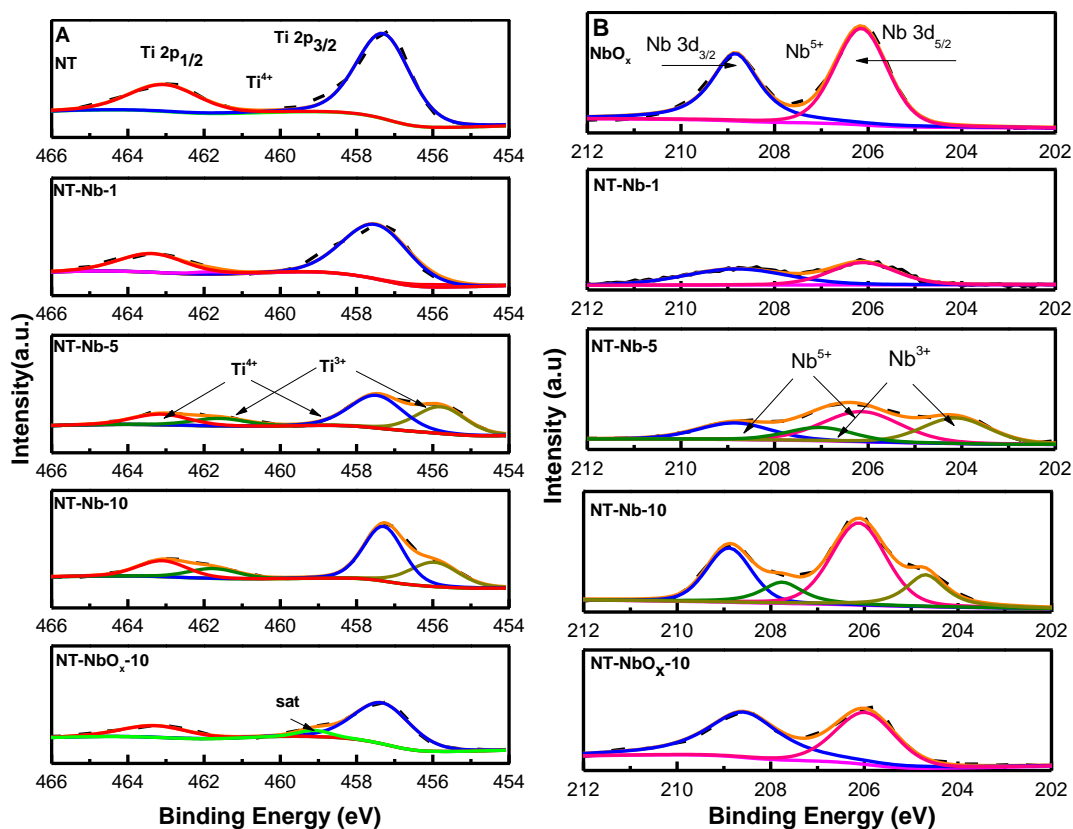 A
NT
Ti 2p1/2
Ti4+
Ti 2p3/2
466 464 462 460 458 456 454
NT-Nb-1
466 464 462 460 458 456 454
NT-Nb-5
Ti4+
Ti3+
466 464 462 460 458 456 454
NT-Nb-10
466 464 462 460 458 456 454
NT-NbOx-10
sat
466 464 462 460 458 456 454
Binding Energy (eV)
Intensity(a.u.)
B
NbOx
Nb 3d3/2
Nb5+
Nb 3d5/2
212 210 208 206 204 202
NT-Nb-1
212 210 208 206 204 202
NT-Nb-5
Nb5+
Nb3+
212 210 208 206 204 202
NT-Nb-10
212 210 208 206 204 202
NT-NbOX-10
212 210 208 206 204 202
Binding Energy (eV)
Intensity (a.u)